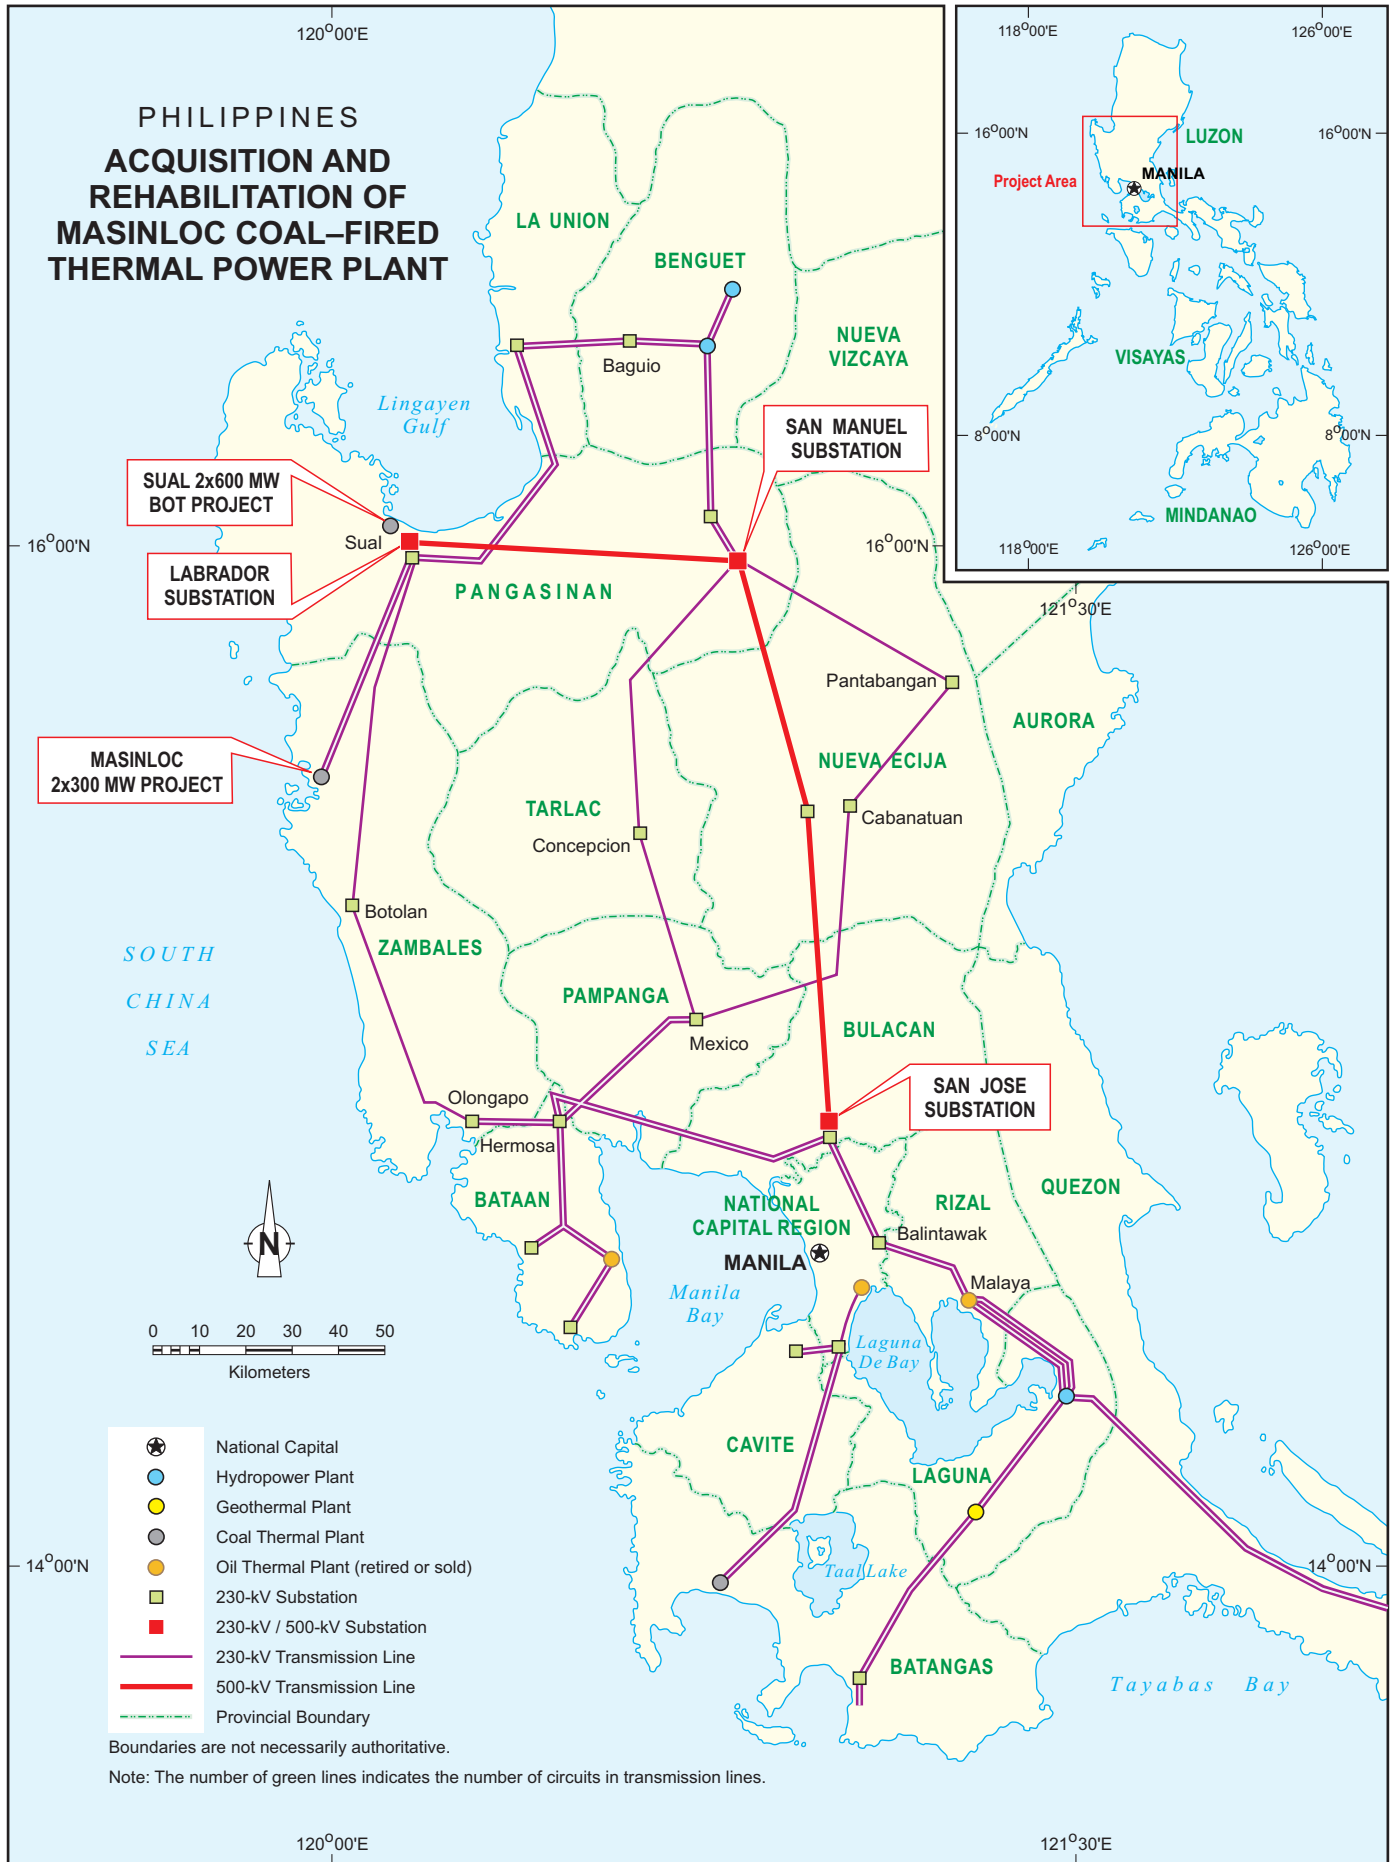 120°00'E
PHILIPPINES
ACQUISITION AND
REHABILITATION OF
MASINLOC COAL–FIRED
THERMAL POWER PLANT
118°00'E
126°00'E
16°00'N
16°00'N
LUZON
MANILA
Project Area
VISAYAS
8°00'N
8°00'N
MINDANAO
118°00'E
126°00'E
LA UNION
BENGUET
NUEVA
VIZCAYA
Baguio
Lingayen
Gulf
SAN MANUEL
SUBSTATION
SUAL 2x600 MW
BOT PROJECT
Sual
16°00'N
16°00'N
LABRADOR
SUBSTATION
PANGASINAN
121°30'E
Pantabangan
AURORA
MASINLOC
2x300 MW PROJECT
NUEVA ECIJA
TARLAC
Cabanatuan
Concepcion
Botolan
ZAMBALES
SOUTH
CHINA
SEA
PAMPANGA
BULACAN
Mexico
SAN JOSE
SUBSTATION
Olongapo
Hermosa
BATAAN
NATIONAL
CAPITAL REGION
RIZAL
QUEZON
Balintawak
MANILA
Malaya
Manila
Bay
N
Laguna
De Bay
0 10 20 30 40 50
Kilometers
CAVITE
LAGUNA
National Capital
Hydropower Plant
Geothermal Plant
Coal Thermal Plant
Oil Thermal Plant (retired or sold)
230-kV Substation
230-kV / 500-kV Substation
230-kV Transmission Line
500-kV Transmission Line
Provincial Boundary
14°00'N
14°00'N
Taal Lake
BATANGAS
Tayabas Bay
Boundaries are not necessarily authoritative.
Note: The number of green lines indicates the number of circuits in transmission lines.
120°00'E
121°30'E